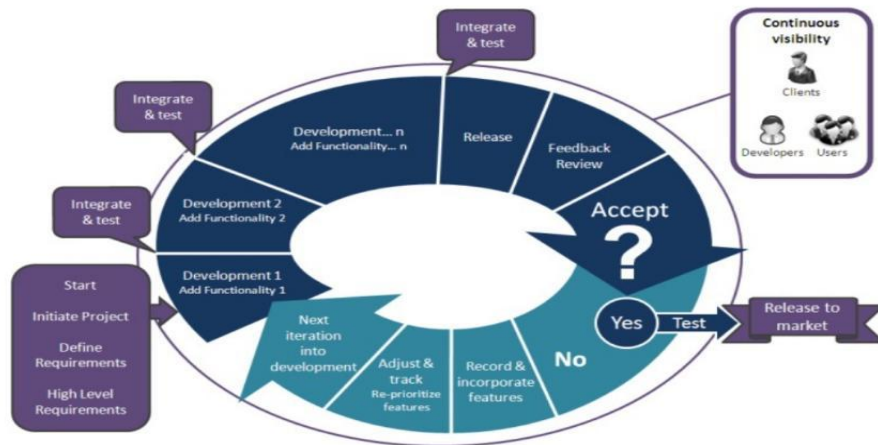 Continuous
visibility
Clients
Developers Users
Integrate
& test
Integrate
& test
Integrate
& test
Start
Initiate Project
Define
Requirements
High Level
Requirements
Development 1
Add Functionality 1
Development 2
Add Functionality 2
Development... n
Add Functionality... n
Release
Feedback
Review
Accept
?
Yes
Test
Release to
market
No
Record &
incorporate
features
Adjust &
track
Re-prioritize
features
Next
iteration
into
development